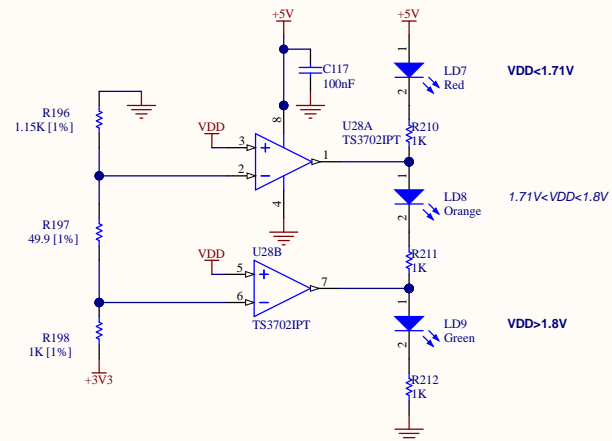 +5V
+5V
C117
100nF
1
LD7
Red
2
VDD<1.71V
R196
1.15K [1%]
8
U28A
TS3702IPT
R210
1K
VDD
3
2
1
4
1
LD8
Orange
2
1.71V<VDD<1.8V
R197
49.9 [1%]
R211
1K
VDD
U28B
5
6
7
TS3702IPT
1
LD9
Green
2
VDD>1.8V
R198
1K [1%]
+3V3
R212
1K